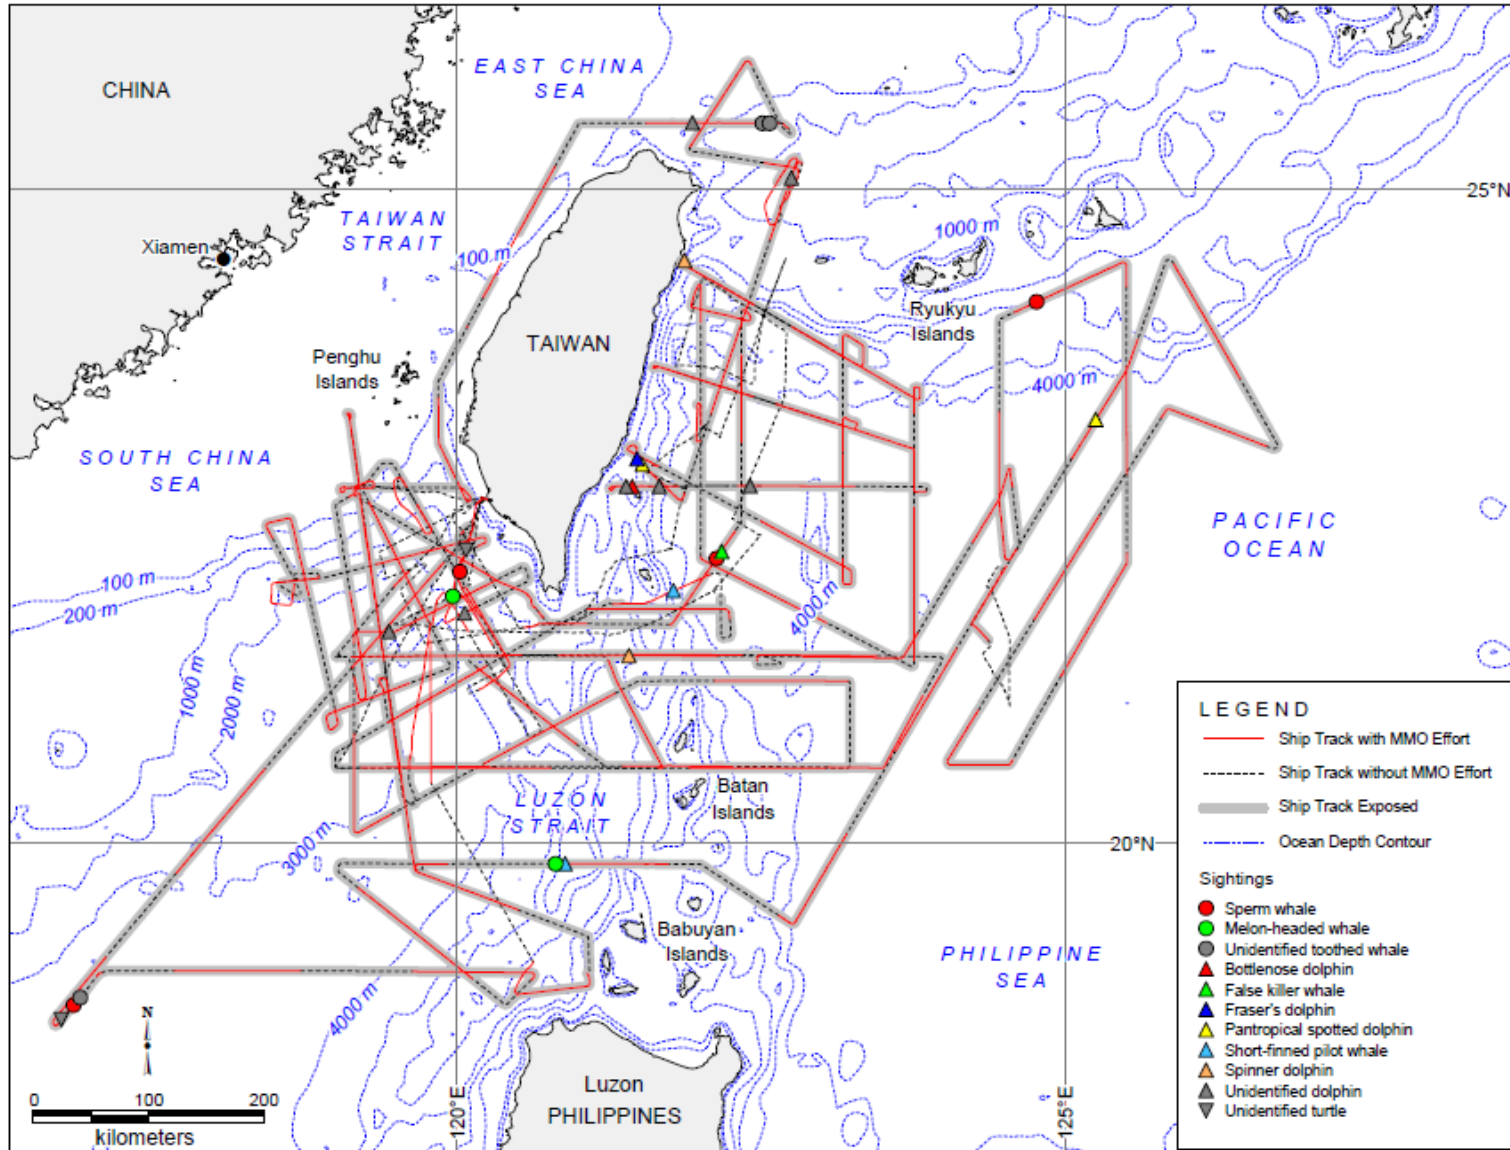 EAST CHINA
SEA
CHINA
25°N
TAIWAN
STRAIT
1000 m
Xiamen
100 m
Ryukyu
Islands
TAIWAN
Penghu
Islands
4000 m
SOUTH CHINA
SEA
PACIFIC
OCEAN
100 m
200 m
4000 m
1000 m
2000 m
LEGEND
Ship Track with MMO Effort
Ship Track without MMO Effort
Ship Track Exposed
Ocean Depth Contour
Batan
Islands
LUZON
STRAIT
3000 m
20°N
Sightings
Sperm whale
Melon-headed whale
Unidentified toothed whale
Bottlenose dolphin
False killer whale
Fraser's dolphin
Pantropical spotted dolphin
Short-finned pilot whale
Spinner dolphin
Unidentified dolphin
Unidentified turtle
Babuyan
Islands
PHILIPPINE
SEA
4000 m
N
0 100 200
kilometers
Luzon
PHILIPPINES
120°E
125°E